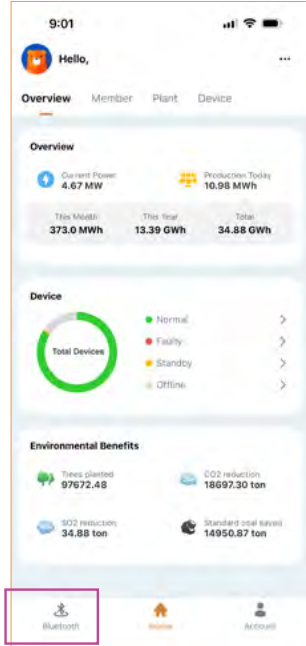 9:01
Hello,
Overview Member Plant Device
Overview
Current Power
4.67 MW
Production Today
10.98 MWh
This Month
373.0 MWh
This Year
13.39 GWh
Total
34.88 GWh
Device
Total Devices
Normal
Faulty
Standby
Offline
Environmental Benefits
Trees planted
97672.48
CO2 reduction
18697.30 ton
SO2 reduction
34.88 ton
Standard coal saved
14950.87 ton
Bluetooth Home Account